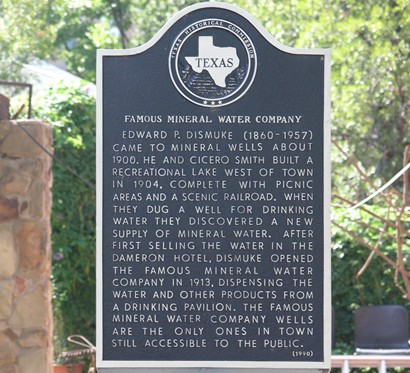 TEXAS HISTORICAL COMMISSION
TEXAS
FAMOUS MINERAL WATER COMPANY
EDWARD P. DISMUKE (1860-1957)
CAME TO MINERAL WELLS ABOUT
1900. HE AND CICERO SMITH BUILT A
RECREATIONAL LAKE WEST OF TOWN
IN 1904, COMPLETE WITH PICNIC
AREAS AND A SCENIC RAILROAD. WHEN
THEY DUG A WELL FOR DRINKING
WATER THEY DISCOVERED A NEW
SUPPLY OF MINERAL WATER. AFTER
FIRST SELLING THE WATER IN THE
DAMERON HOTEL, DISMUKE OPENED
THE FAMOUS MINERAL WATER
COMPANY IN 1913, DISPENSING THE
WATER AND OTHER PRODUCTS FROM
A DRINKING PAVILION. THE FAMOUS
MINERAL WATER COMPANY WELLS
ARE THE ONLY ONES IN TOWN
STILL ACCESSIBLE TO THE PUBLIC.
(1990)